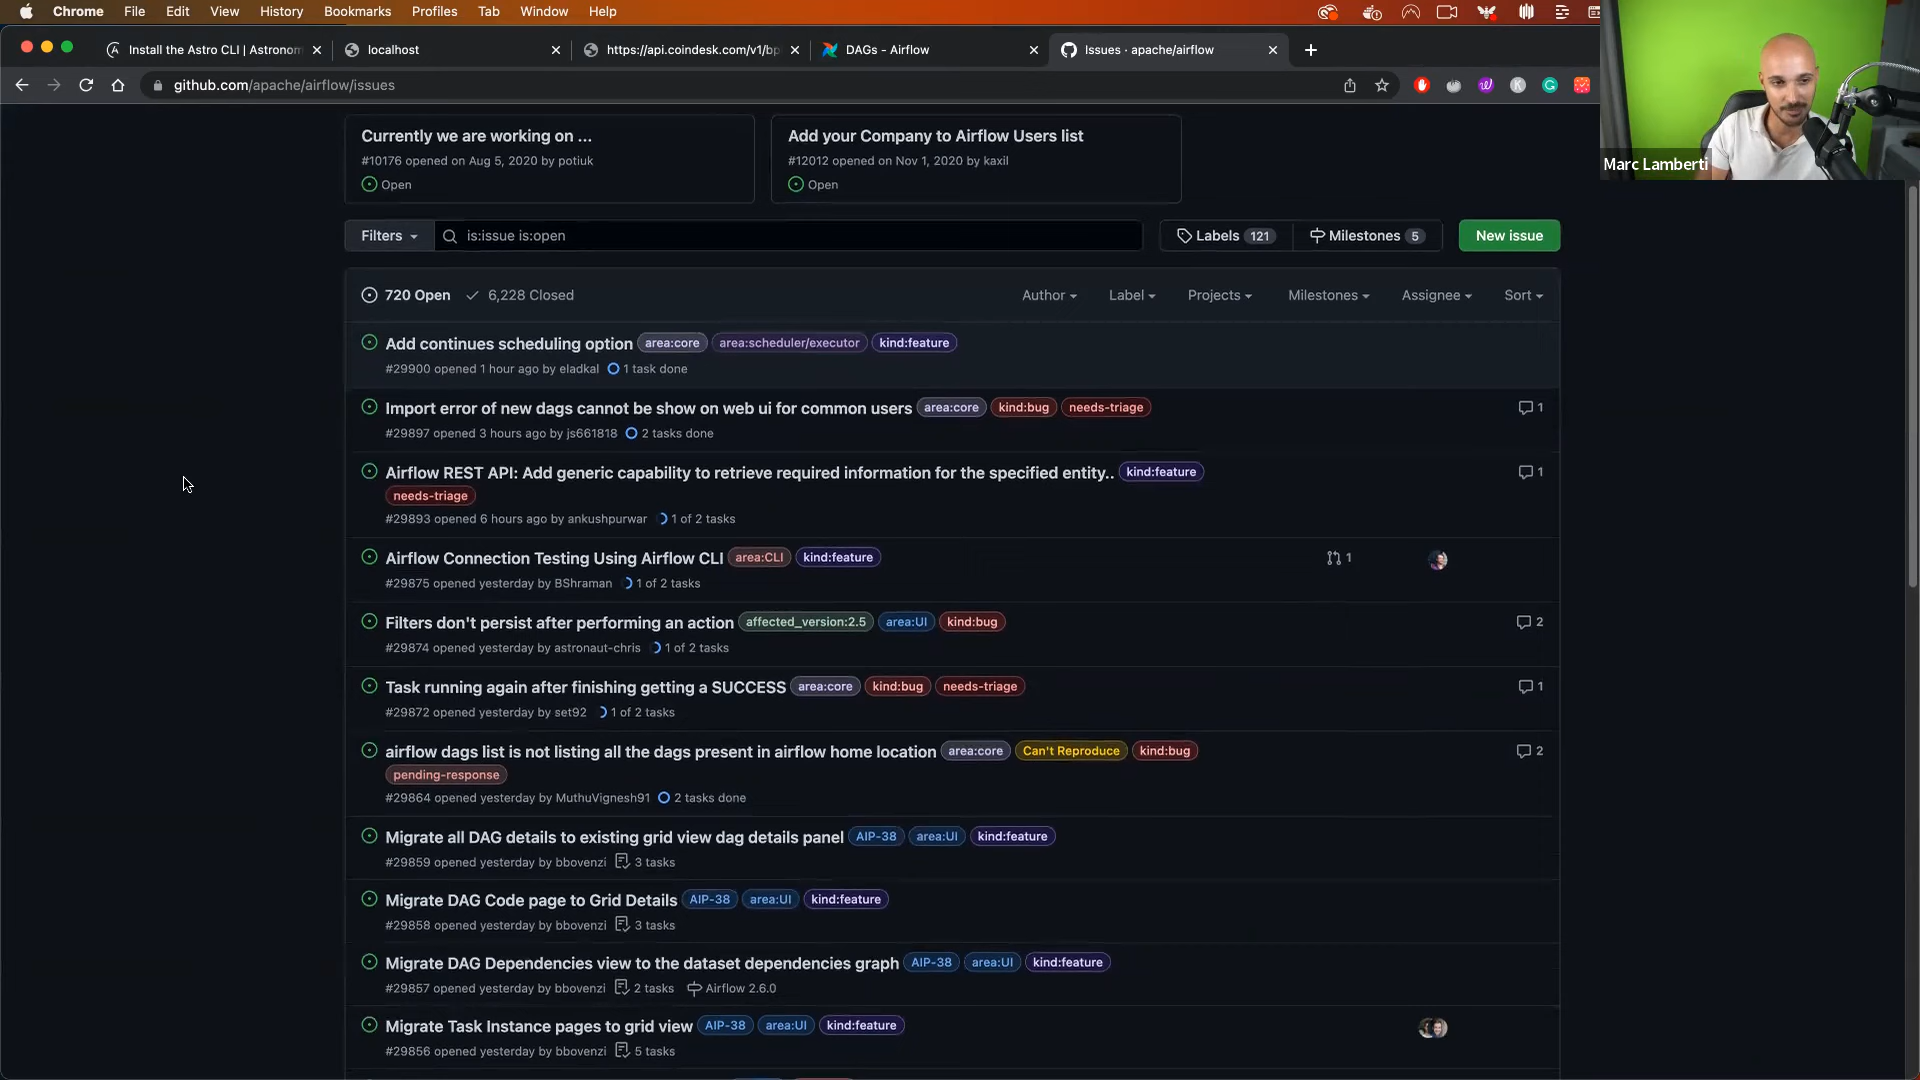 Chrome File Edit View History Bookmarks Profiles Tab Window Help
Install the Astro CLI | Astronom
localhost
https://api.coindesk.com/v1/bp
DAGs - Airflow
Issues · apache/airflow
github.com/apache/airflow/issues
Marc Lamberti
Currently we are working on ...
#10176 opened on Aug 5, 2020 by potiuk
Open
Add your Company to Airflow Users list
#12012 opened on Nov 1, 2020 by kaxil
Open
Filters
is:issue is:open
Labels 121
Milestones 5
New issue
720 Open 6,228 Closed
Author Label Projects Milestones Assignee Sort
Add continues scheduling option area:core area:scheduler/executor kind:feature
#29900 opened 1 hour ago by eladkal 1 task done
Import error of new dags cannot be show on web ui for common users area:core kind:bug needs-triage 1
#29897 opened 3 hours ago by js661818 2 tasks done
Airflow REST API: Add generic capability to retrieve required information for the specified entity.. kind:feature 1
needs-triage
#29893 opened 6 hours ago by ankushpurwar 1 of 2 tasks
Airflow Connection Testing Using Airflow CLI area:CLI kind:feature 1
#29875 opened yesterday by BShraman 1 of 2 tasks
Filters don't persist after performing an action affected_version:2.5 area:UI kind:bug 2
#29874 opened yesterday by astronaut-chris 1 of 2 tasks
Task running again after finishing getting a SUCCESS area:core kind:bug needs-triage 1
#29872 opened yesterday by set92 1 of 2 tasks
airflow dags list is not listing all the dags present in airflow home location area:core Can't Reproduce kind:bug 2
pending-response
#29864 opened yesterday by MuthuVignesh91 2 tasks done
Migrate all DAG details to existing grid view dag details panel AIP-38 area:UI kind:feature
#29859 opened yesterday by bbovenzi 3 tasks
Migrate DAG Code page to Grid Details AIP-38 area:UI kind:feature
#29858 opened yesterday by bbovenzi 3 tasks
Migrate DAG Dependencies view to the dataset dependencies graph AIP-38 area:UI kind:feature
#29857 opened yesterday by bbovenzi 2 tasks Airflow 2.6.0
Migrate Task Instance pages to grid view AIP-38 area:UI kind:feature
#29856 opened yesterday by bbovenzi 5 tasks